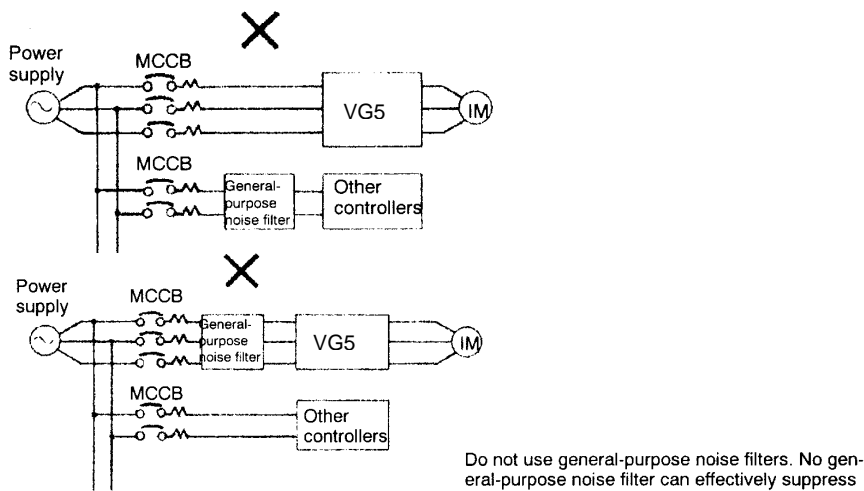 Power
supply
MCCB
VG5
IM
MCCB
General-
purpose
noise filter
Other
controllers
Power
supply
MCCB
General-
purpose
noise filter
VG5
IM
MCCB
Other
controllers
Do not use general-purpose noise filters. No gen-
eral-purpose noise filter can effectively suppress